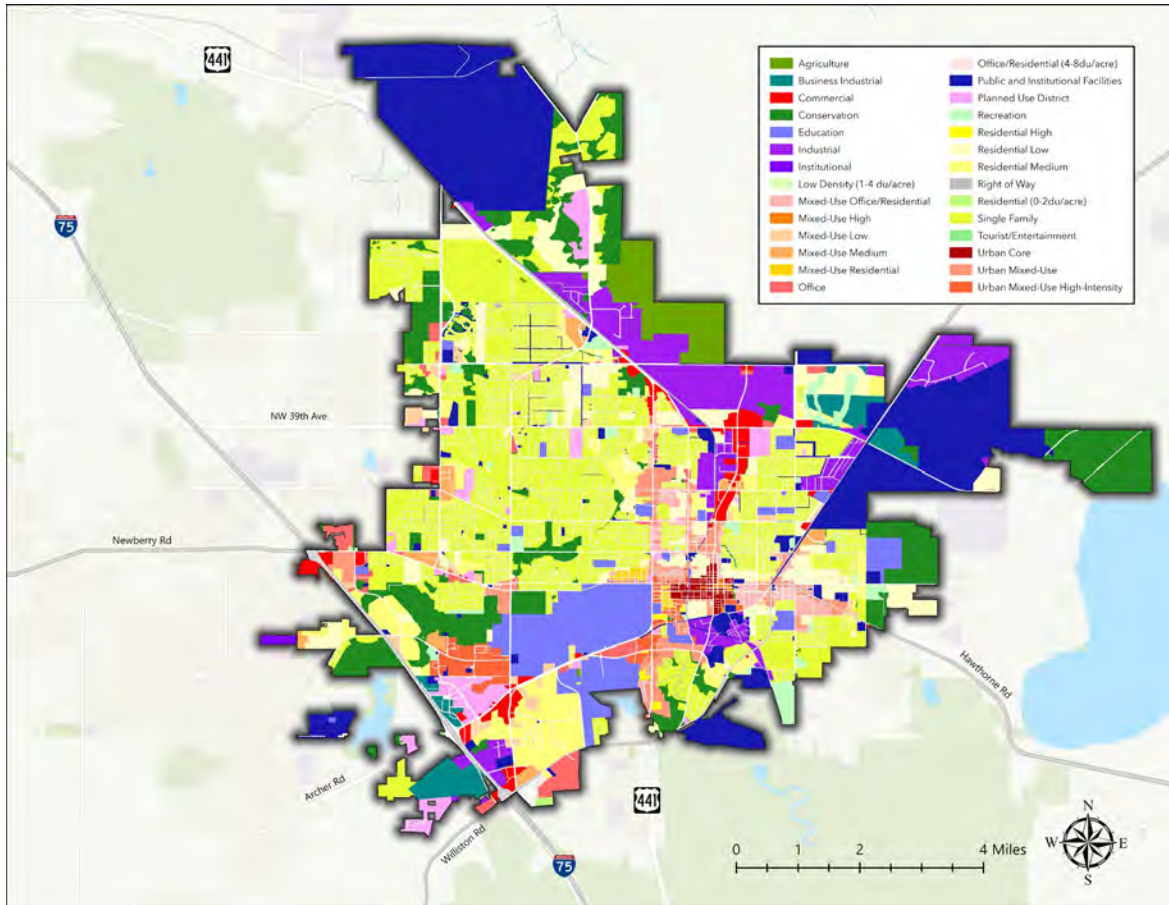 441
Agriculture
Business Industrial
Commercial
Conservation
Education
Industrial
Institutional
Low Density (1-4 du/acre)
Mixed-Use Office/Residential
Mixed-Use High
Mixed-Use Low
Mixed-Use Medium
Mixed-Use Residential
Office
Office/Residential (4-8du/acre)
Public and Institutional Facilities
Planned Use District
Recreation
Residential High
Residential Low
Residential Medium
Right of Way
Residential (0-2du/acre)
Single Family
Tourist/Entertainment
Urban Core
Urban Mixed-Use
Urban Mixed-Use High-Intensity
75
NW 39th Ave
Newberry Rd
Hawthorne Rd
Archer Rd
441
Williston Rd
75
0 1 2 4 Miles
N
W E
S